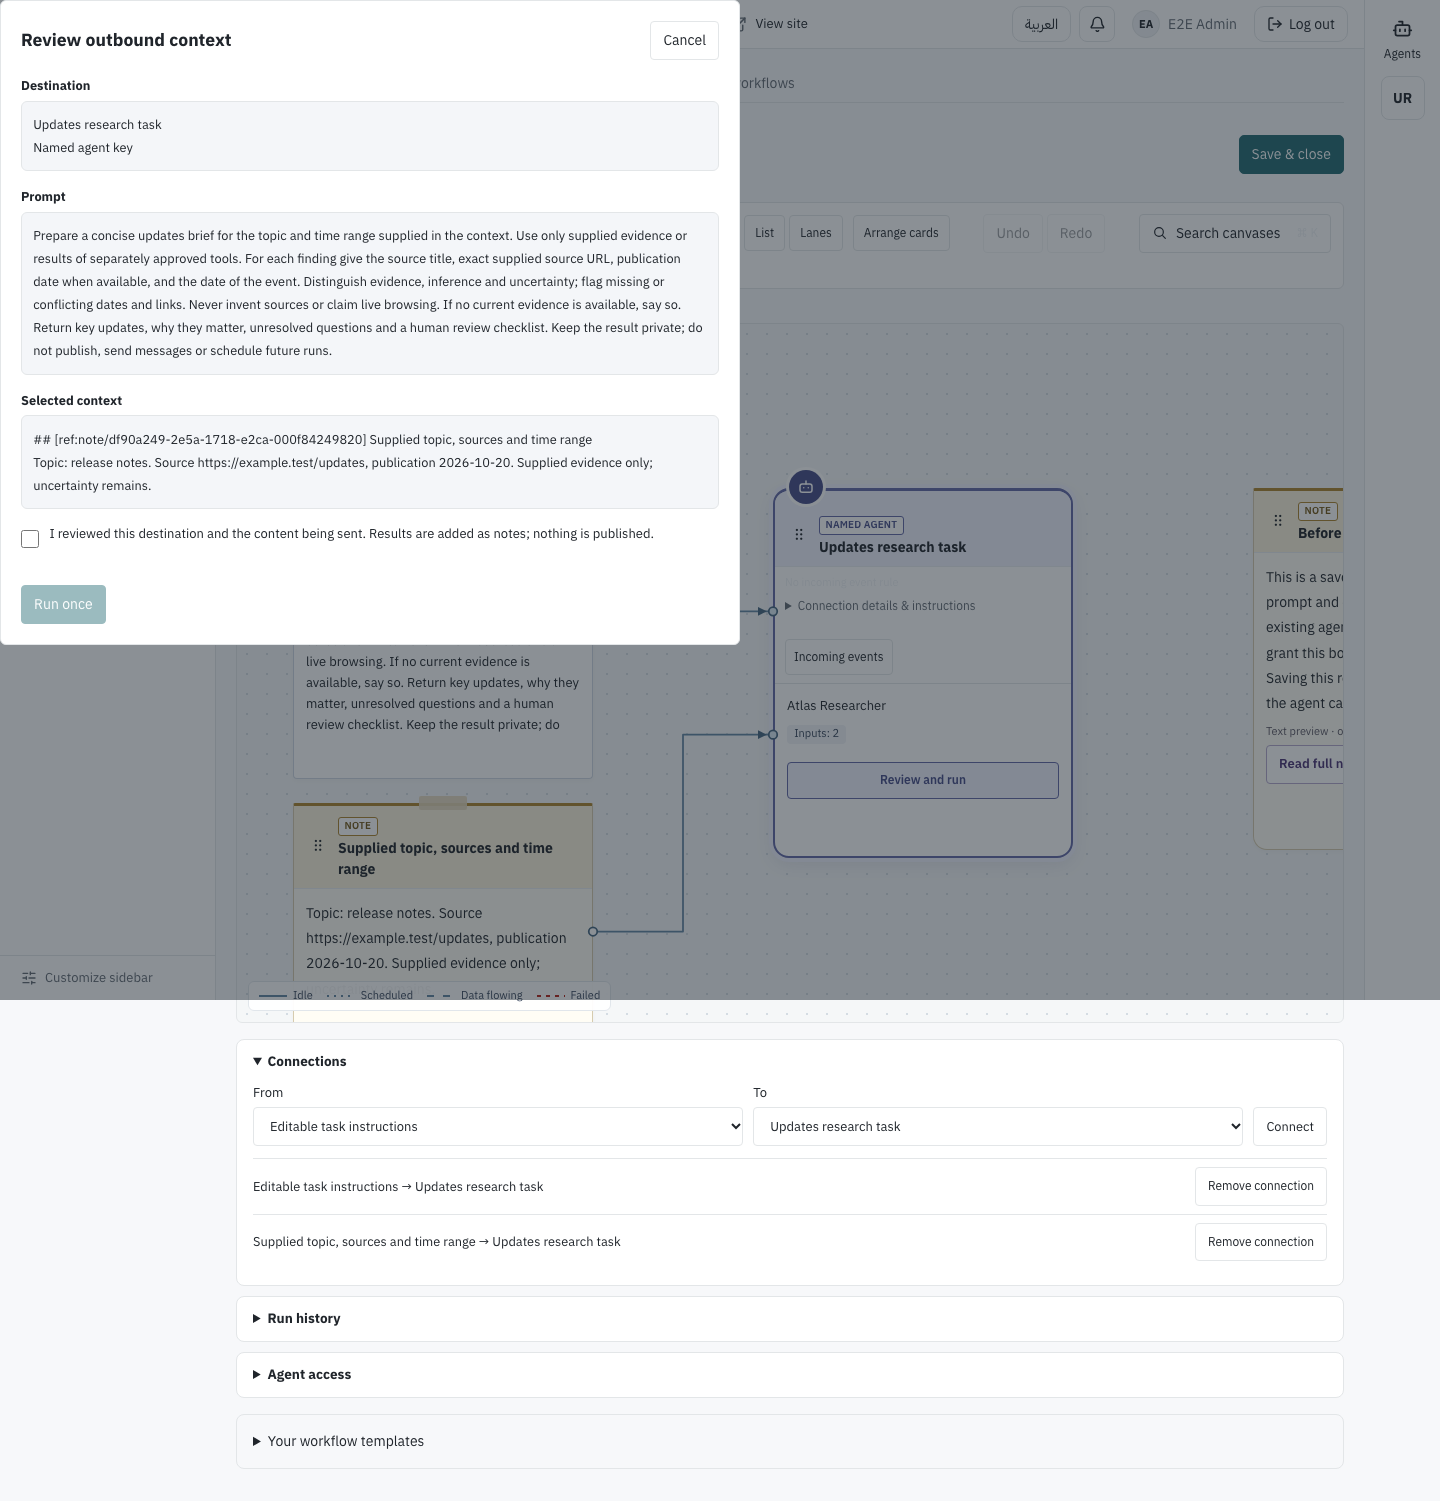 Review outbound context
Cancel
Destination
Updates research task
Named agent key
Prompt
Prepare a concise updates brief for the topic and time range supplied in the context. Use only supplied evidence or
results of separately approved tools. For each finding give the source title, exact supplied source URL, publication
date when available, and the date of the event. Distinguish evidence, inference and uncertainty; flag missing or
conflicting dates and links. Never invent sources or claim live browsing. If no current evidence is available, say so.
Return key updates, why they matter, unresolved questions and a human review checklist. Keep the result private; do
not publish, send messages or schedule future runs.
Selected context
## [ref:note/df90a249-2e5a-1718-e2ca-000f84249820] Supplied topic, sources and time range
Topic: release notes. Source https://example.test/updates, publication 2026-10-20. Supplied evidence only;
uncertainty remains.
I reviewed this destination and the content being sent. Results are added as notes; nothing is published.
Run once
View site
العربية
EA
E2E Admin
Log out
Agents
UR
orkflows
Save & close
List
Lanes
Arrange cards
Undo
Redo
Search canvases
NAMED AGENT
Updates research task
Connection details & instructions
Incoming events
Atlas Researcher
Inputs: 2
Review and run
NOTE
Before
This is a save
prompt and
existing agen
grant this bo
Saving this r
the agent ca
Text preview · o
Read full n
live browsing. If no current evidence is
available, say so. Return key updates, why they
matter, unresolved questions and a human
review checklist. Keep the result private; do
NOTE
Supplied topic, sources and time
range
Topic: release notes. Source
https://example.test/updates, publication
2026-10-20. Supplied evidence only;
Customize sidebar
Idle
Scheduled
Data flowing
Failed
Connections
From
To
Editable task instructions
Updates research task
Connect
Editable task instructions → Updates research task
Remove connection
Supplied topic, sources and time range → Updates research task
Remove connection
Run history
Agent access
Your workflow templates